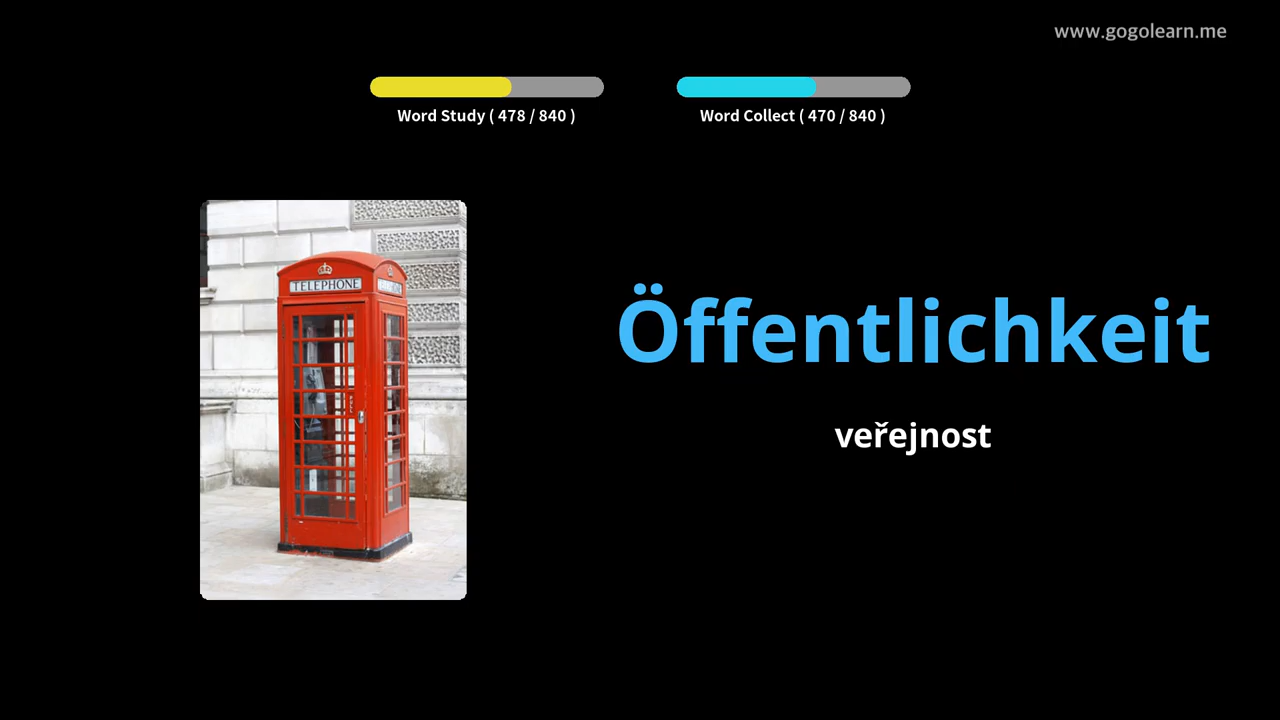 www.gogolearn.me
Word Study ( 478 / 840 )
Word Collect ( 470 / 840 )
TELEPHONE
Öffentlichkeit
veřejnost